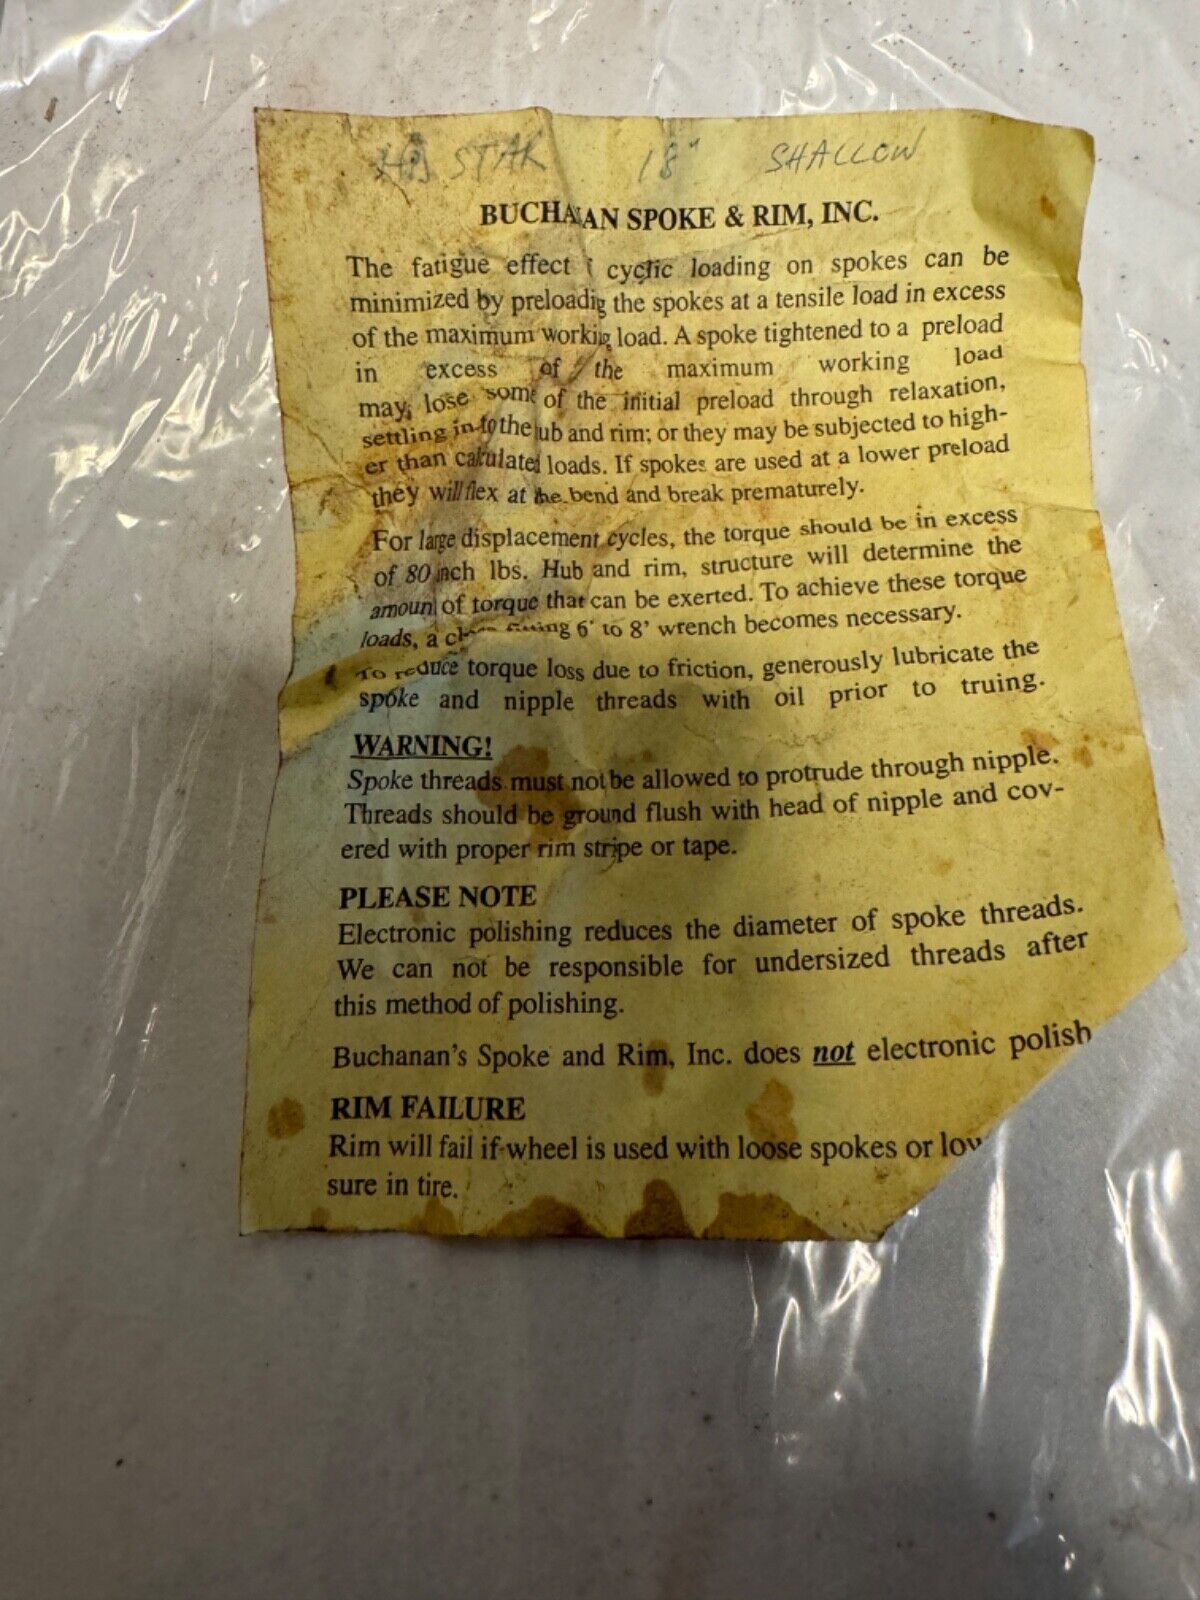 STAR 18" SHALLOW
BUCHANAN SPOKE & RIM, INC.
The fatigue effect cyclic loading on spokes can be
minimized by preloadig the spokes at a tensile load in excess
of the maximum workig load. A spoke tightened to a preload
in excess of the maximum working load
may, lose some of the initial preload through relaxation,
settling in to the ub and rim; or they may be subjected to high-
er than calculated loads. If spokes are used at a lower preload
they will flex at the bend and break prematurely.
For large displacement cycles, the torque should be in excess
of 80 inch lbs. Hub and rim, structure will determine the
amoun of torque that can be exerted. To achieve these torque
loads, a 6' to 8' wrench becomes necessary.
To reduce torque loss due to friction, generously lubricate the
spoke and nipple threads with oil prior to truing.
WARNING!
Spoke threads must not be allowed to protrude through nipple.
Threads should be ground flush with head of nipple and cov-
ered with proper rim stripe or tape.
PLEASE NOTE
Electronic polishing reduces the diameter of spoke threads.
We can not be responsible for undersized threads after
this method of polishing.
Buchanan's Spoke and Rim, Inc. does not electronic polish
RIM FAILURE
Rim will fail if wheel is used with loose spokes or lo
sure in tire.